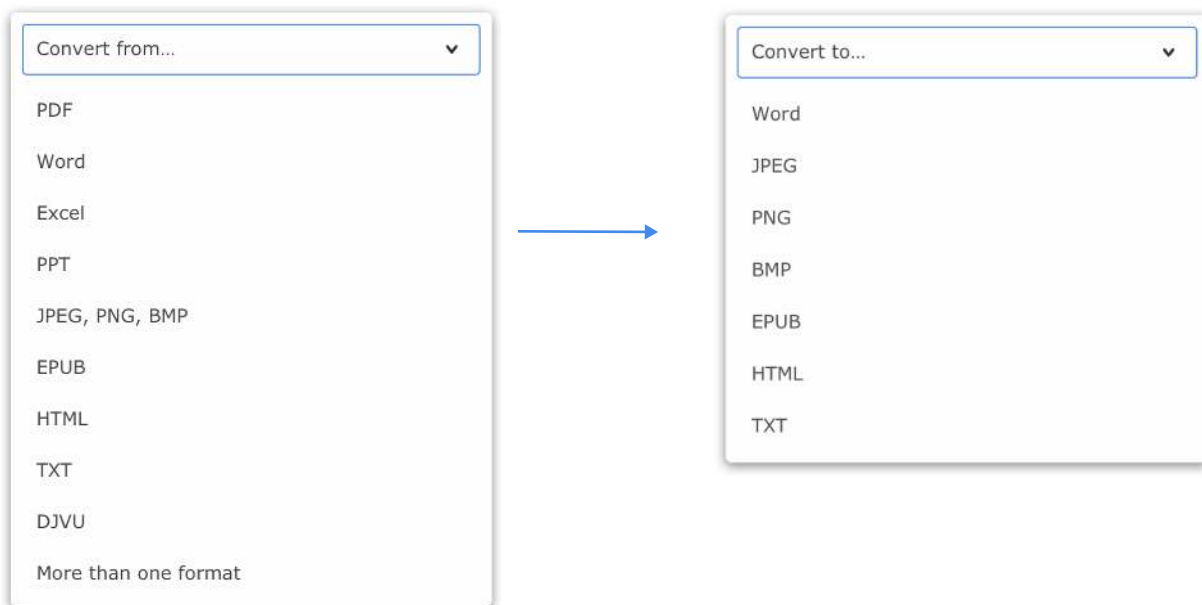 Convert from...
PDF
Word
Excel
PPT
JPEG, PNG, BMP
EPUB
HTML
TXT
DJVU
More than one format
Convert to...
Word
JPEG
PNG
BMP
EPUB
HTML
TXT